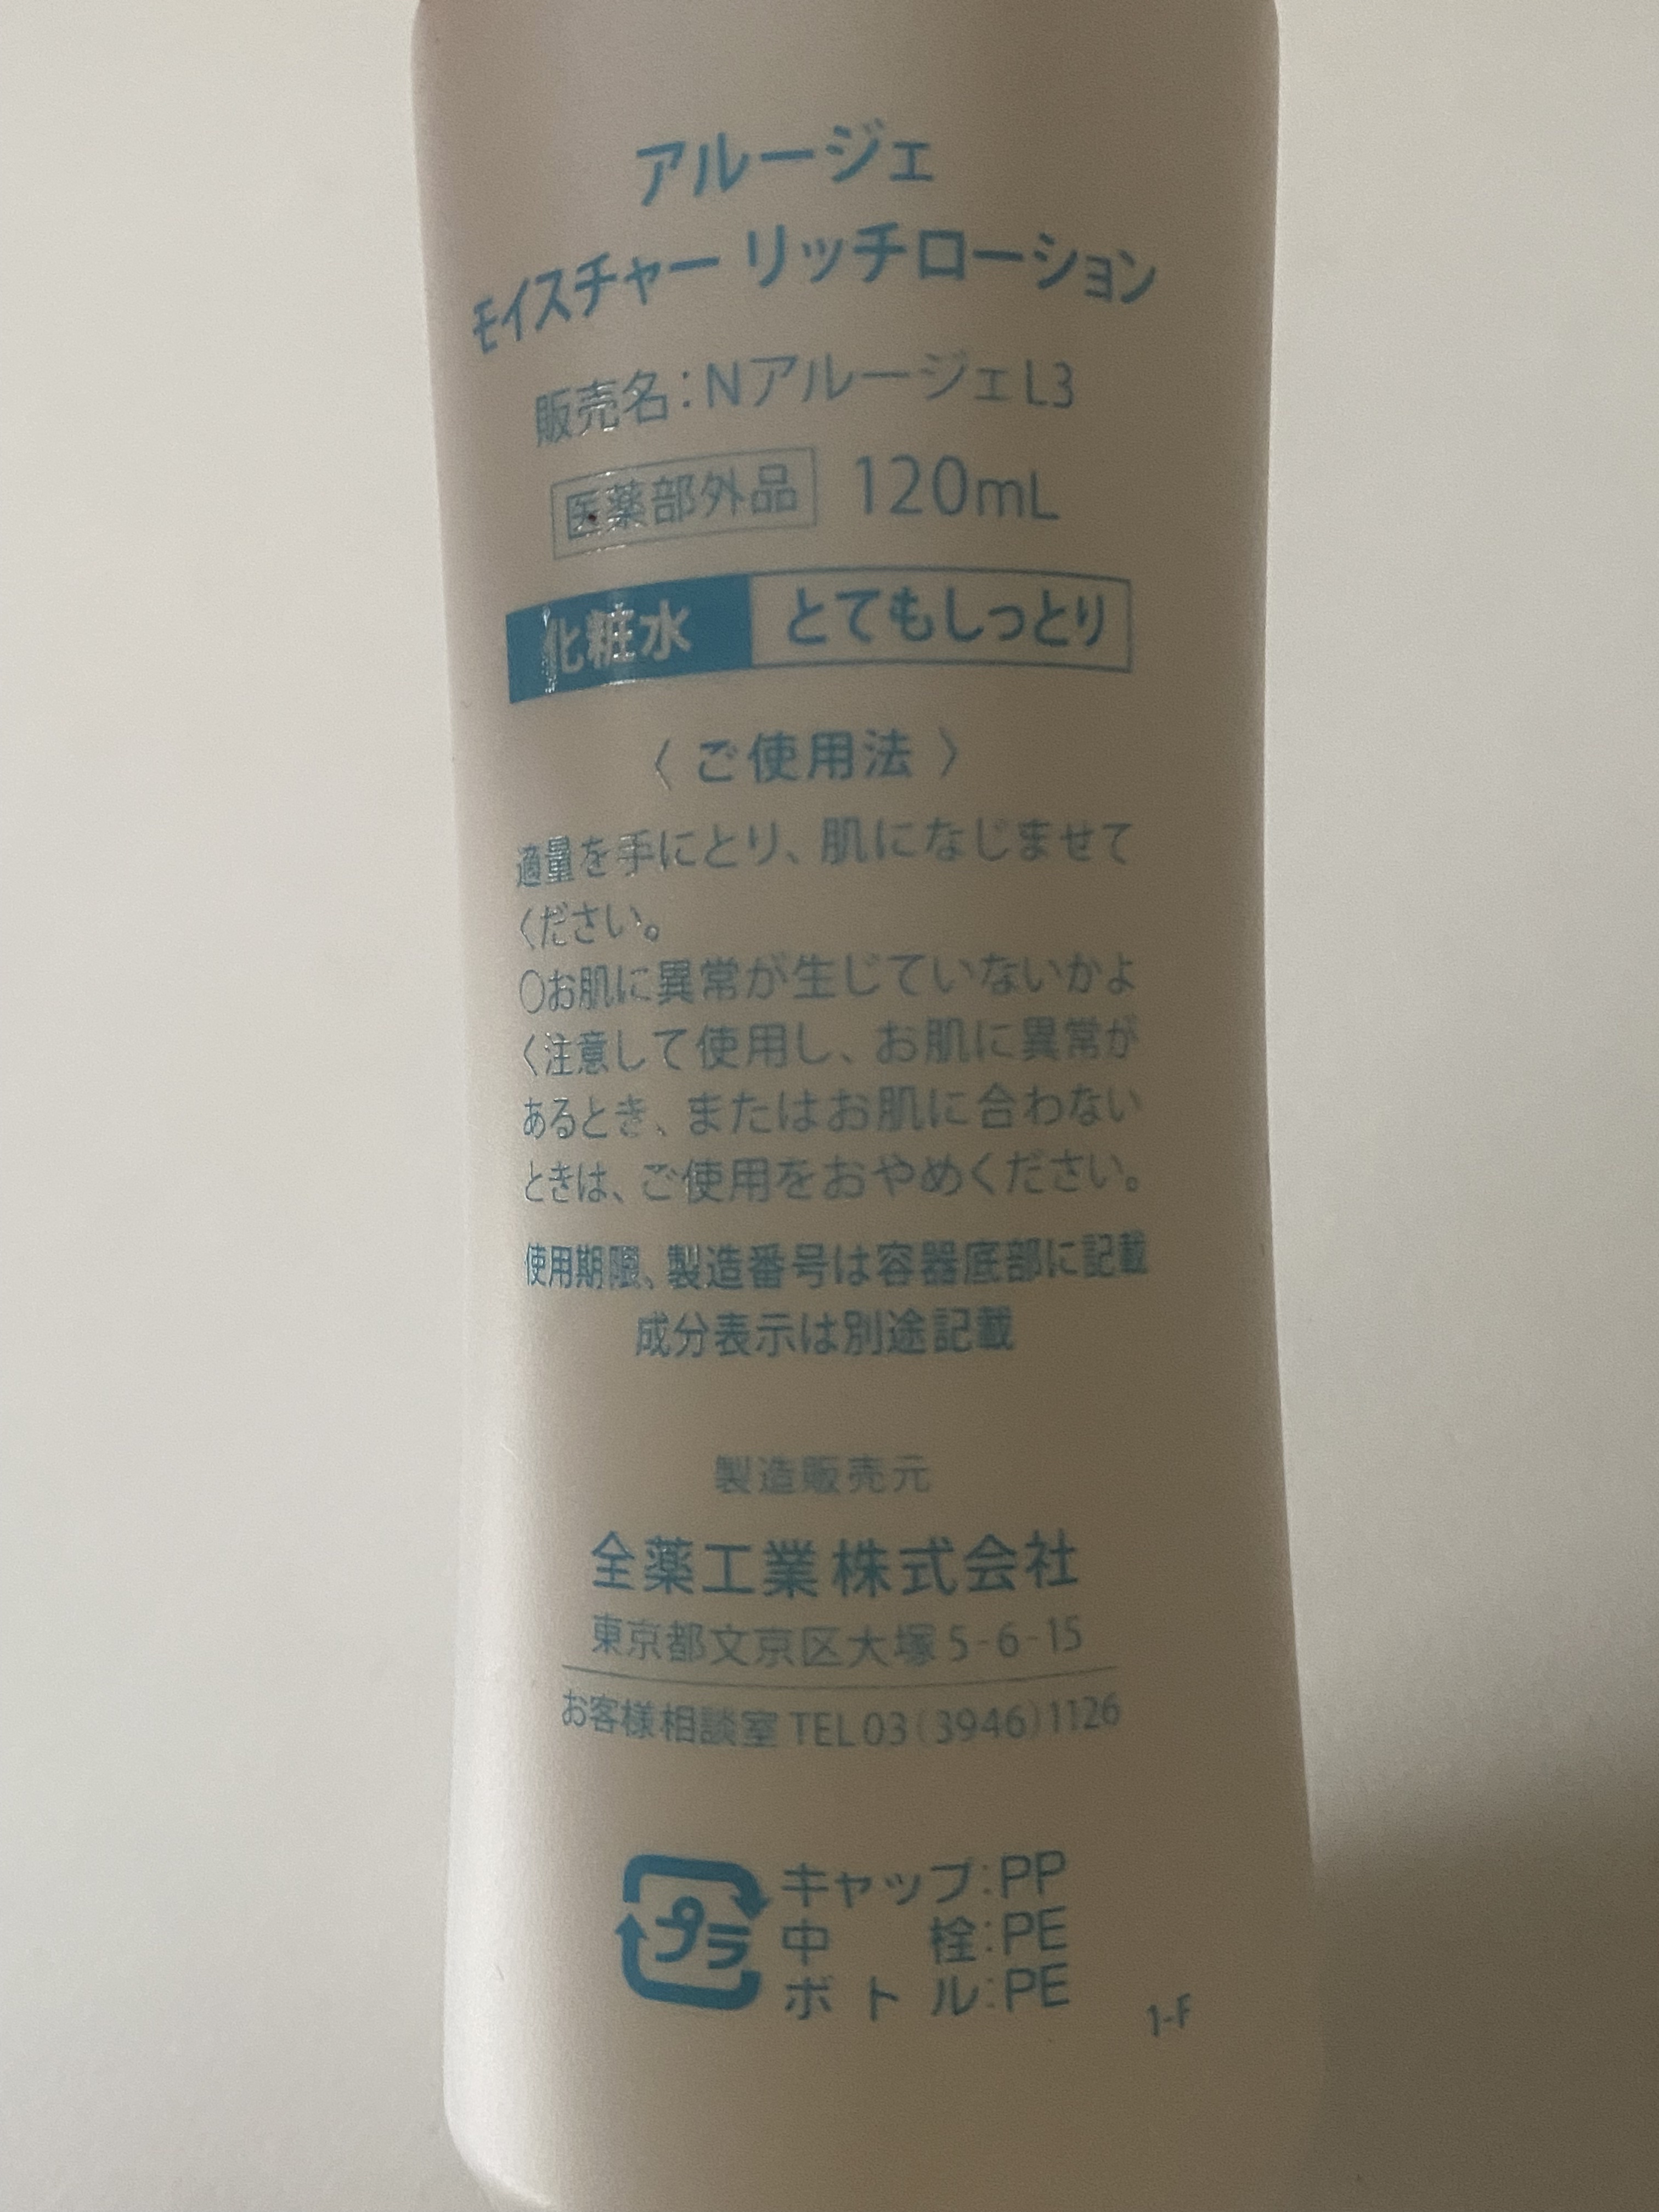 アルージェ
モイスチャー リッチローション
販売名：NアルージェL3
医薬部外品 120mL
化粧水 とてもしっとり
〈 ご使用法 〉
適量を手にとり、肌になじませて
ください。
○お肌に異常が生じていないかよ
く注意して使用し、お肌に異常が
あるとき、またはお肌に合わない
ときは、ご使用をおやめください。
使用期限、製造番号は容器底部に記載
成分表示は別途記載
製造販売元
全薬工業株式会社
東京都文京区大塚5-6-15
お客様相談室 TEL03(3946)1126
プラ
キャップ:PP
中 栓:PE
ボトル:PE
1-F